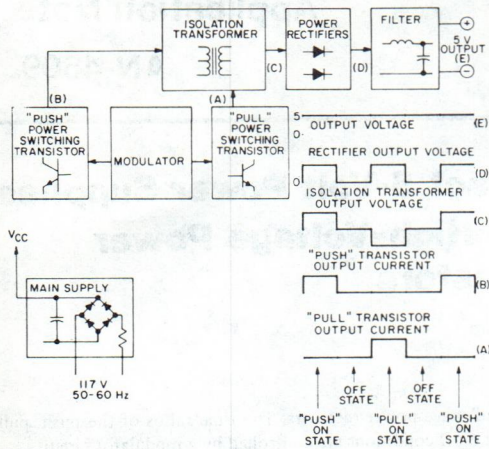 ISOLATION
TRANSFORMER
POWER
RECTIFIERS
FILTER
5 V
OUTPUT
(E)
(C)
(D)
(B)
(A)
"PUSH"
POWER
SWITCHING
TRANSISTOR
MODULATOR
"PULL"
POWER
SWITCHING
TRANSISTOR
5
0
OUTPUT VOLTAGE
(E)
RECTIFIER OUTPUT VOLTAGE
(D)
ISOLATION TRANSFORMER
OUTPUT VOLTAGE
(C)
"PUSH" TRANSISTOR
OUTPUT CURRENT
(B)
"PULL" TRANSISTOR
OUTPUT CURRENT
(A)
OFF
STATE
OFF
STATE
"PUSH"
ON
STATE
"PULL"
ON
STATE
"PUSH"
ON
STATE
VCC
MAIN SUPPLY
117 V
50-60 Hz